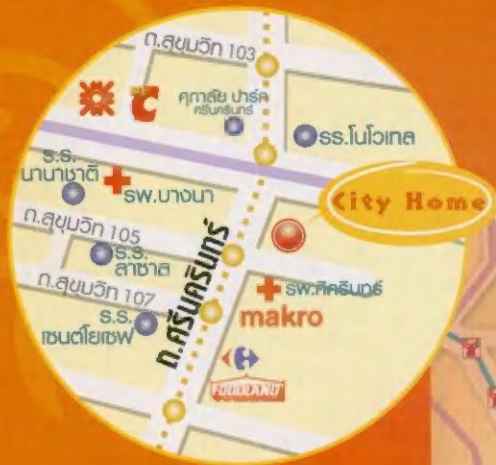 ถ.สุขุมวิท 103
Big
C
ศุภาลัย ปาร์ค
ศรีนครินทร์
รร.โนโวเทล
ร.ร.
นานาชาติ
รพ.บางนา
City Home
ถ.สุขุมวิท 105
ร.ร.
ลาซาล
ถ.ศรีนครินทร์
ถ.สุขุมวิท 107
รพ.ศิครินทร์
ร.ร.
เซนต์โยเซฟ
makro
FOODLAND